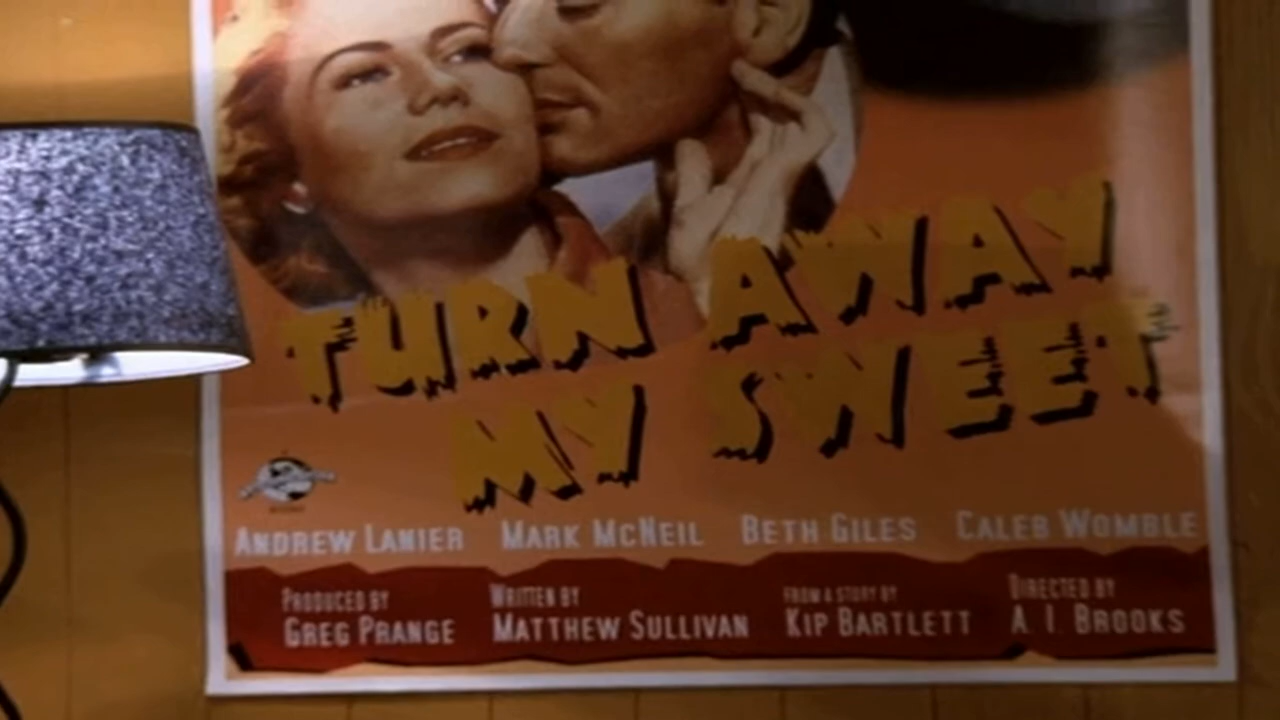 TURN AWAY
MY SWEET
ANDREW LANIER MARK MCNEIL BETH GILES CALEB WOMBLE
PRODUCED BY WRITTEN BY FROM A STORY BY DIRECTED BY
GREG PRANGE MATTHEW SULLIVAN KIP BARTLETT A. I. BROOKS